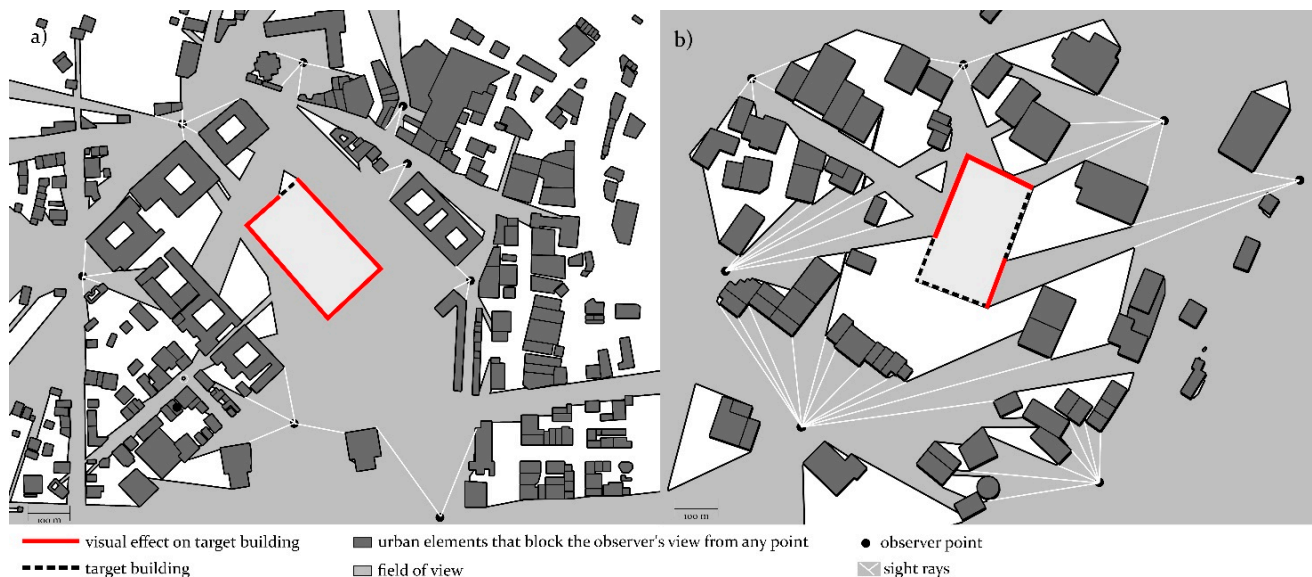 a)
b)
100 m
100 m
visual effect on target building
urban elements that block the observer's view from any point
observer point
target building
field of view
sight rays